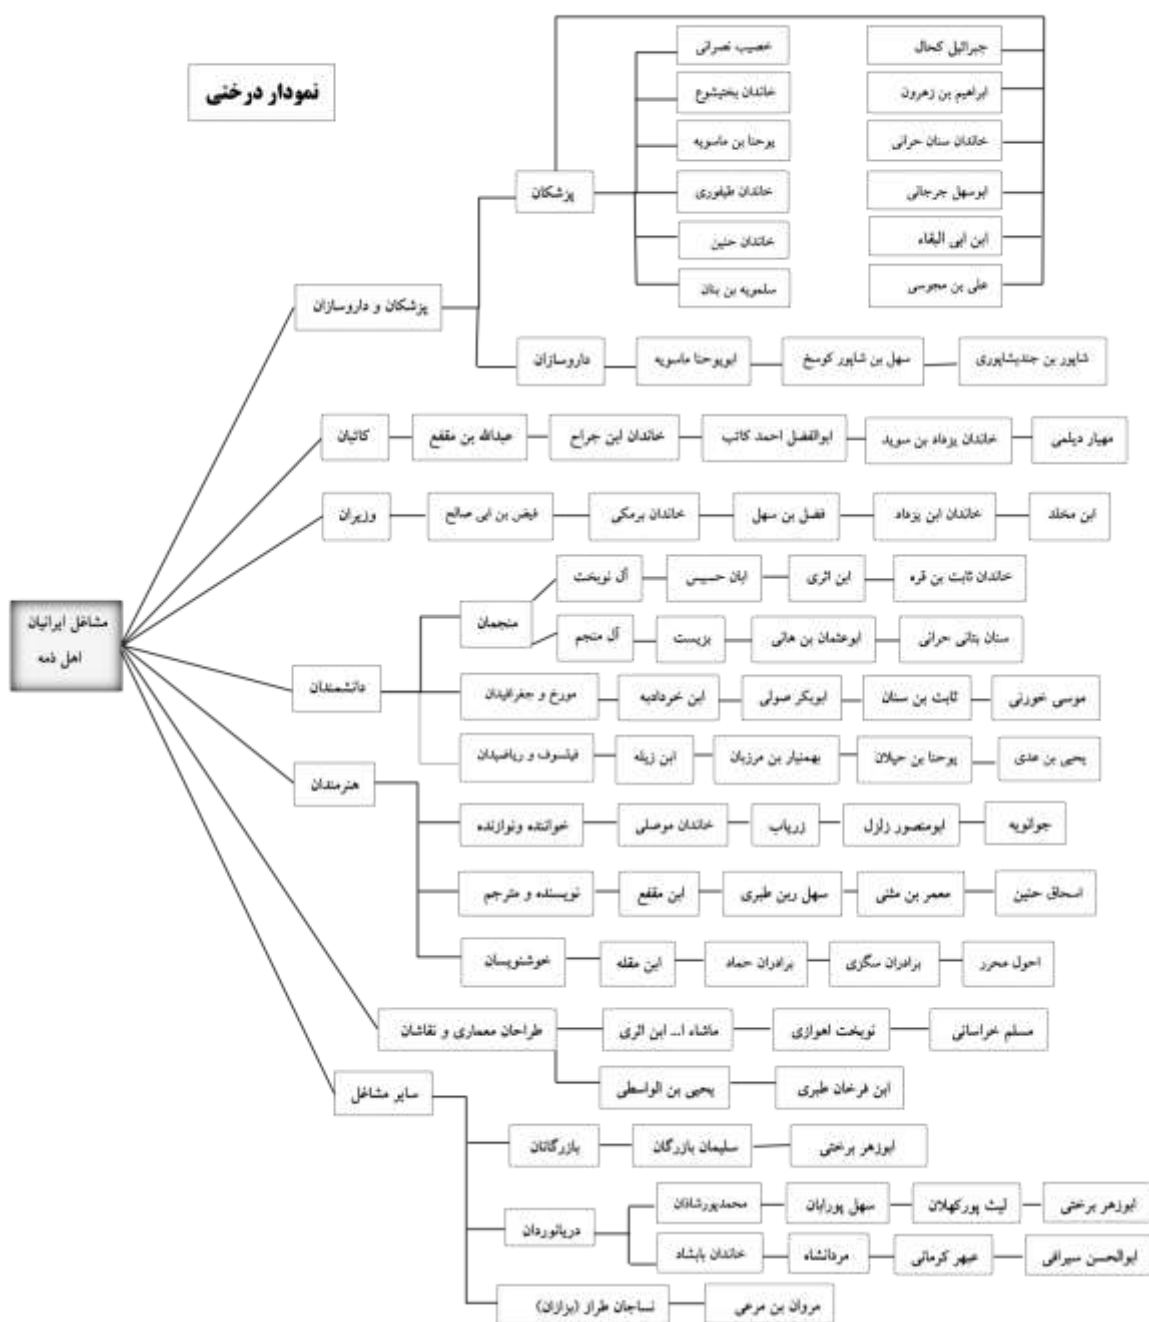 نمودار درختی
مشاغل ایرانیان
اهل ذمه
پزشکان و داروسازان
پزشکان
خصیب نصرانی
خاندان بختیشوع
یوحنا بن ماسویه
خاندان طیفوری
خاندان حنین
سلمویه بن بنان
جبرائیل کحال
ابراهیم بن زهرون
خاندان سنان حرانی
ابوسهل جرجانی
ابن ابی البقاء
علی بن مجوسی
داروسازان
ابویوحنا ماسویه
سهل بن شاپور کوسخ
شاپور بن جندیشاپوری
کاتبان
عبدالله بن مقفع
خاندان ابن جراح
ابوالفضل احمد کاتب
خاندان یزداد بن سوید
مهیار دیلمی
وزیران
فیض بن ابی صالح
خاندان برمکی
فضل بن سهل
خاندان ابن یزداد
ابن مخلد
دانشمندان
منجمان
آل نوبخت
ابان حسیس
ابن اثری
خاندان ثابت بن قره
آل منجم
بزیست
ابوعثمان بن هانی
سنان بتانی حرانی
مورخ و جغرافیدان
ابن خردادبه
ابوبکر صولی
ثابت بن سنان
موسی خورنی
فیلسوف و ریاضیدان
ابن زیله
بهمنیار بن مرزبان
یوحنا بن حیلان
یحیی بن عدی
هنرمندان
خواننده ونوازنده
خاندان موصلی
زریاب
ابومنصور زلزل
جوانویه
نویسنده و مترجم
ابن مقفع
سهل ربن طبری
معمر بن مثنی
اسحاق حنین
خوشنویسان
ابن مقله
برادران حماد
برادران سگزی
احول محرر
طراحان معماری و نقاشان
ماشاء ا... ابن اثری
نوبخت اهوازی
مسلم خراسانی
یحیی بن الواسطی
ابن فرخان طبری
سایر مشاغل
بازرگانان
سلیمان بازرگان
ابوزهر برختی
دریانوردان
محمدپورشاذان
سهل پورابان
لیث پورکهلان
ابوزهر برختی
خاندان بابشاد
مردانشاه
عبهر کرمانی
ابوالحسن سیرافی
نساجان طراز (بزازان)
مروان بن مرعی